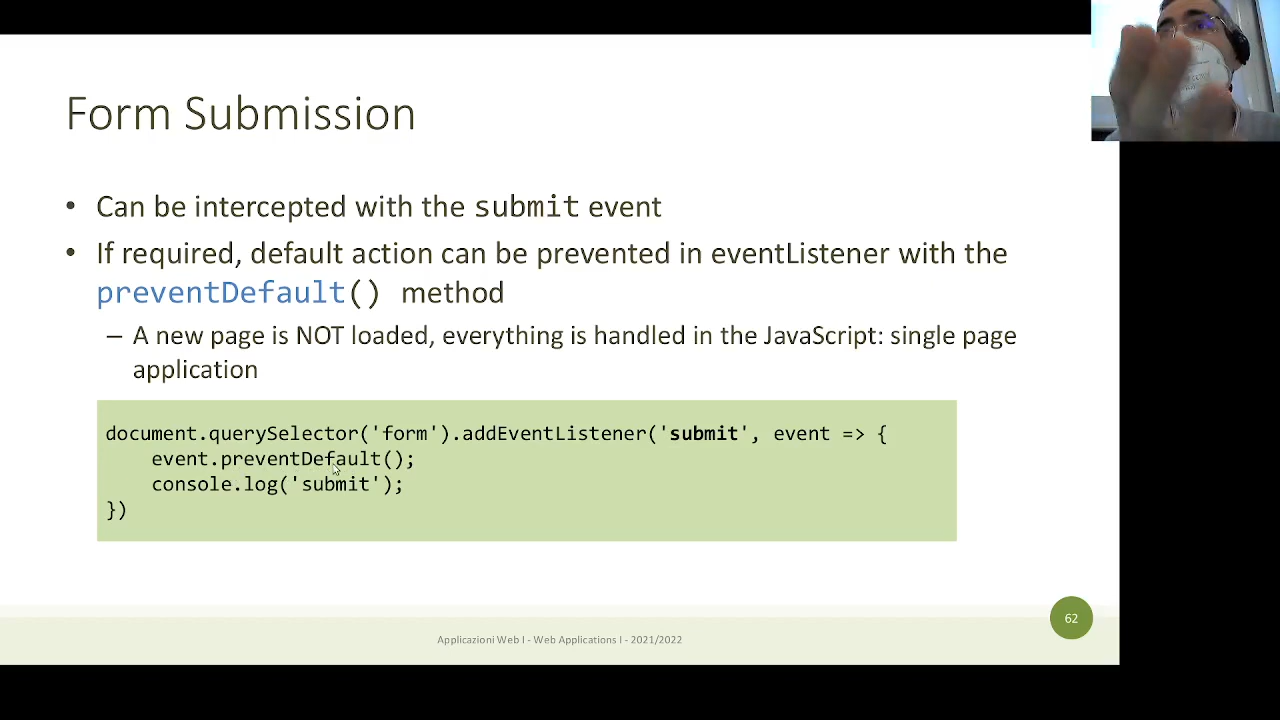 Form Submission
• Can be intercepted with the submit event
• If required, default action can be prevented in eventListener with the
preventDefault() method
– A new page is NOT loaded, everything is handled in the JavaScript: single page
application
document.querySelector('form').addEventListener('submit', event => {
    event.preventDefault();
    console.log('submit');
})
62
Applicazioni Web I - Web Applications I - 2021/2022